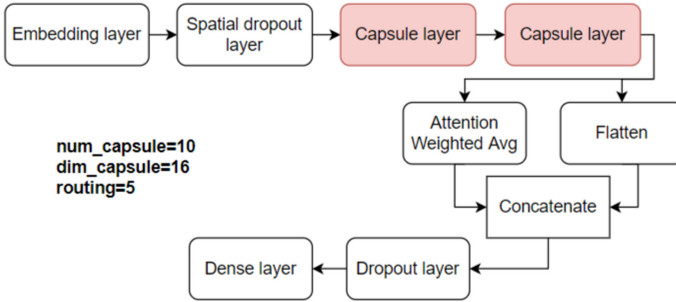 Embedding layer
Spatial dropout
layer
Capsule layer
Capsule layer
Attention
Weighted Avg
Flatten
num_capsule=10
dim_capsule=16
routing=5
Concatenate
Dense layer
Dropout layer